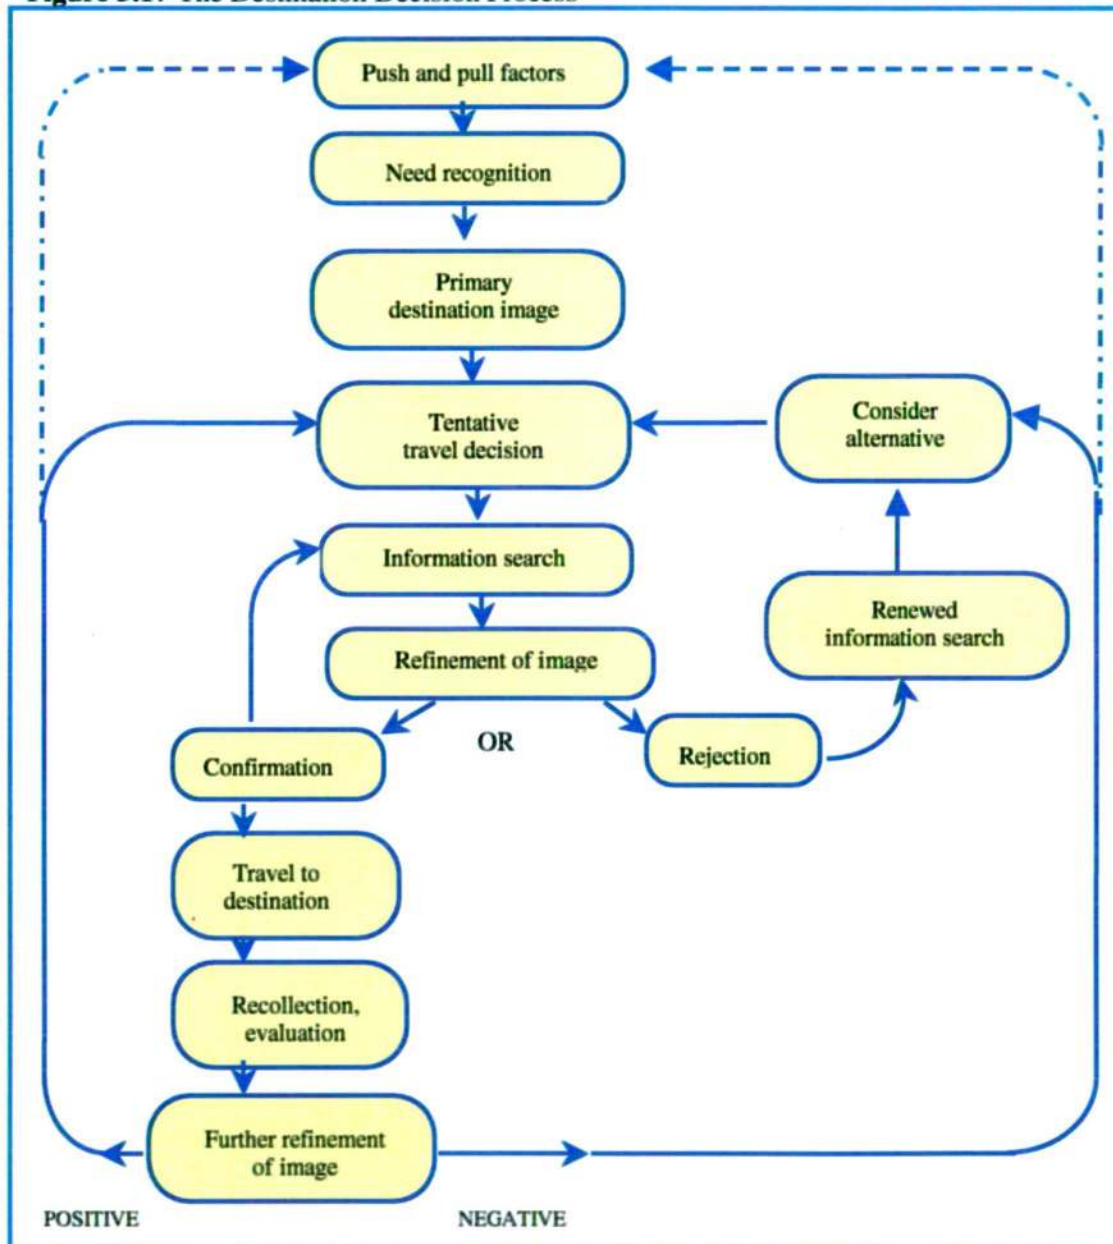 Push and pull factors
Need recognition
Primary
destination image
Tentative
travel decision
Consider
alternative
Information search
Renewed
information search
Refinement of image
OR
Confirmation
Rejection
Travel to
destination
Recollection,
evaluation
Further refinement
of image
POSITIVE
NEGATIVE